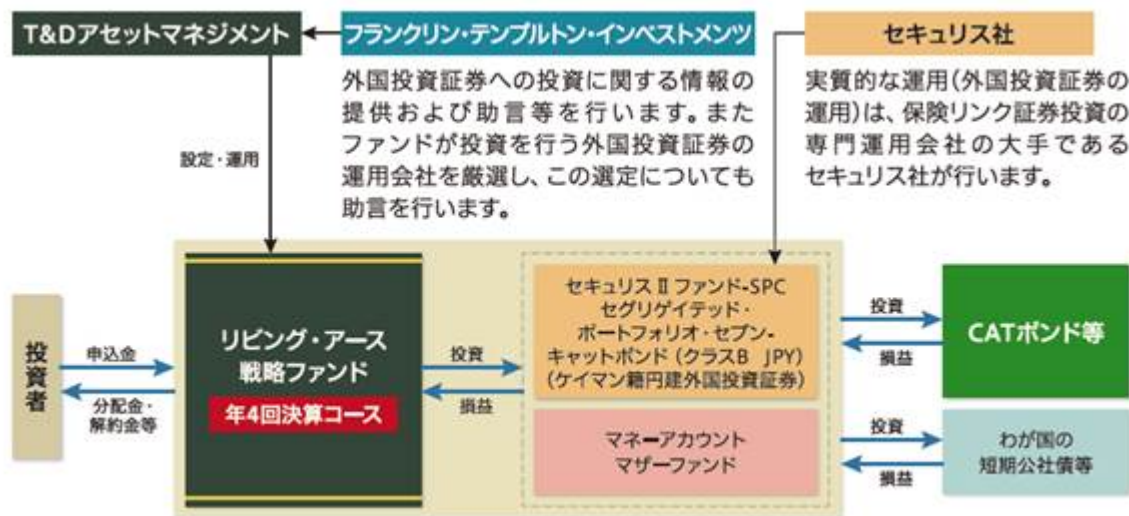 T&Dアセットマネジメント
フランクリン・テンプルトン・インベストメンツ
セキュリス社
外国投資証券への投資に関する情報の
提供および助言等を行います。また
ファンドが投資を行う外国投資証券の
運用会社を厳選し、この選定についても
助言を行います。
実質的な運用(外国投資証券の
運用)は、保険リンク証券投資の
専門運用会社の大手である
セキュリス社が行います。
設定・運用
投資者
申込金
分配金・
解約金等
リビング・アース
戦略ファンド
年4回決算コース
投資
損益
セキュリスⅡファンド-SPC
セグリゲイテッド・
ポートフォリオ・セブン-
キャットボンド(クラスB JPY)
(ケイマン籍円建外国投資証券)
投資
損益
CATボンド等
マネーアカウント
マザーファンド
投資
損益
わが国の
短期公社債等